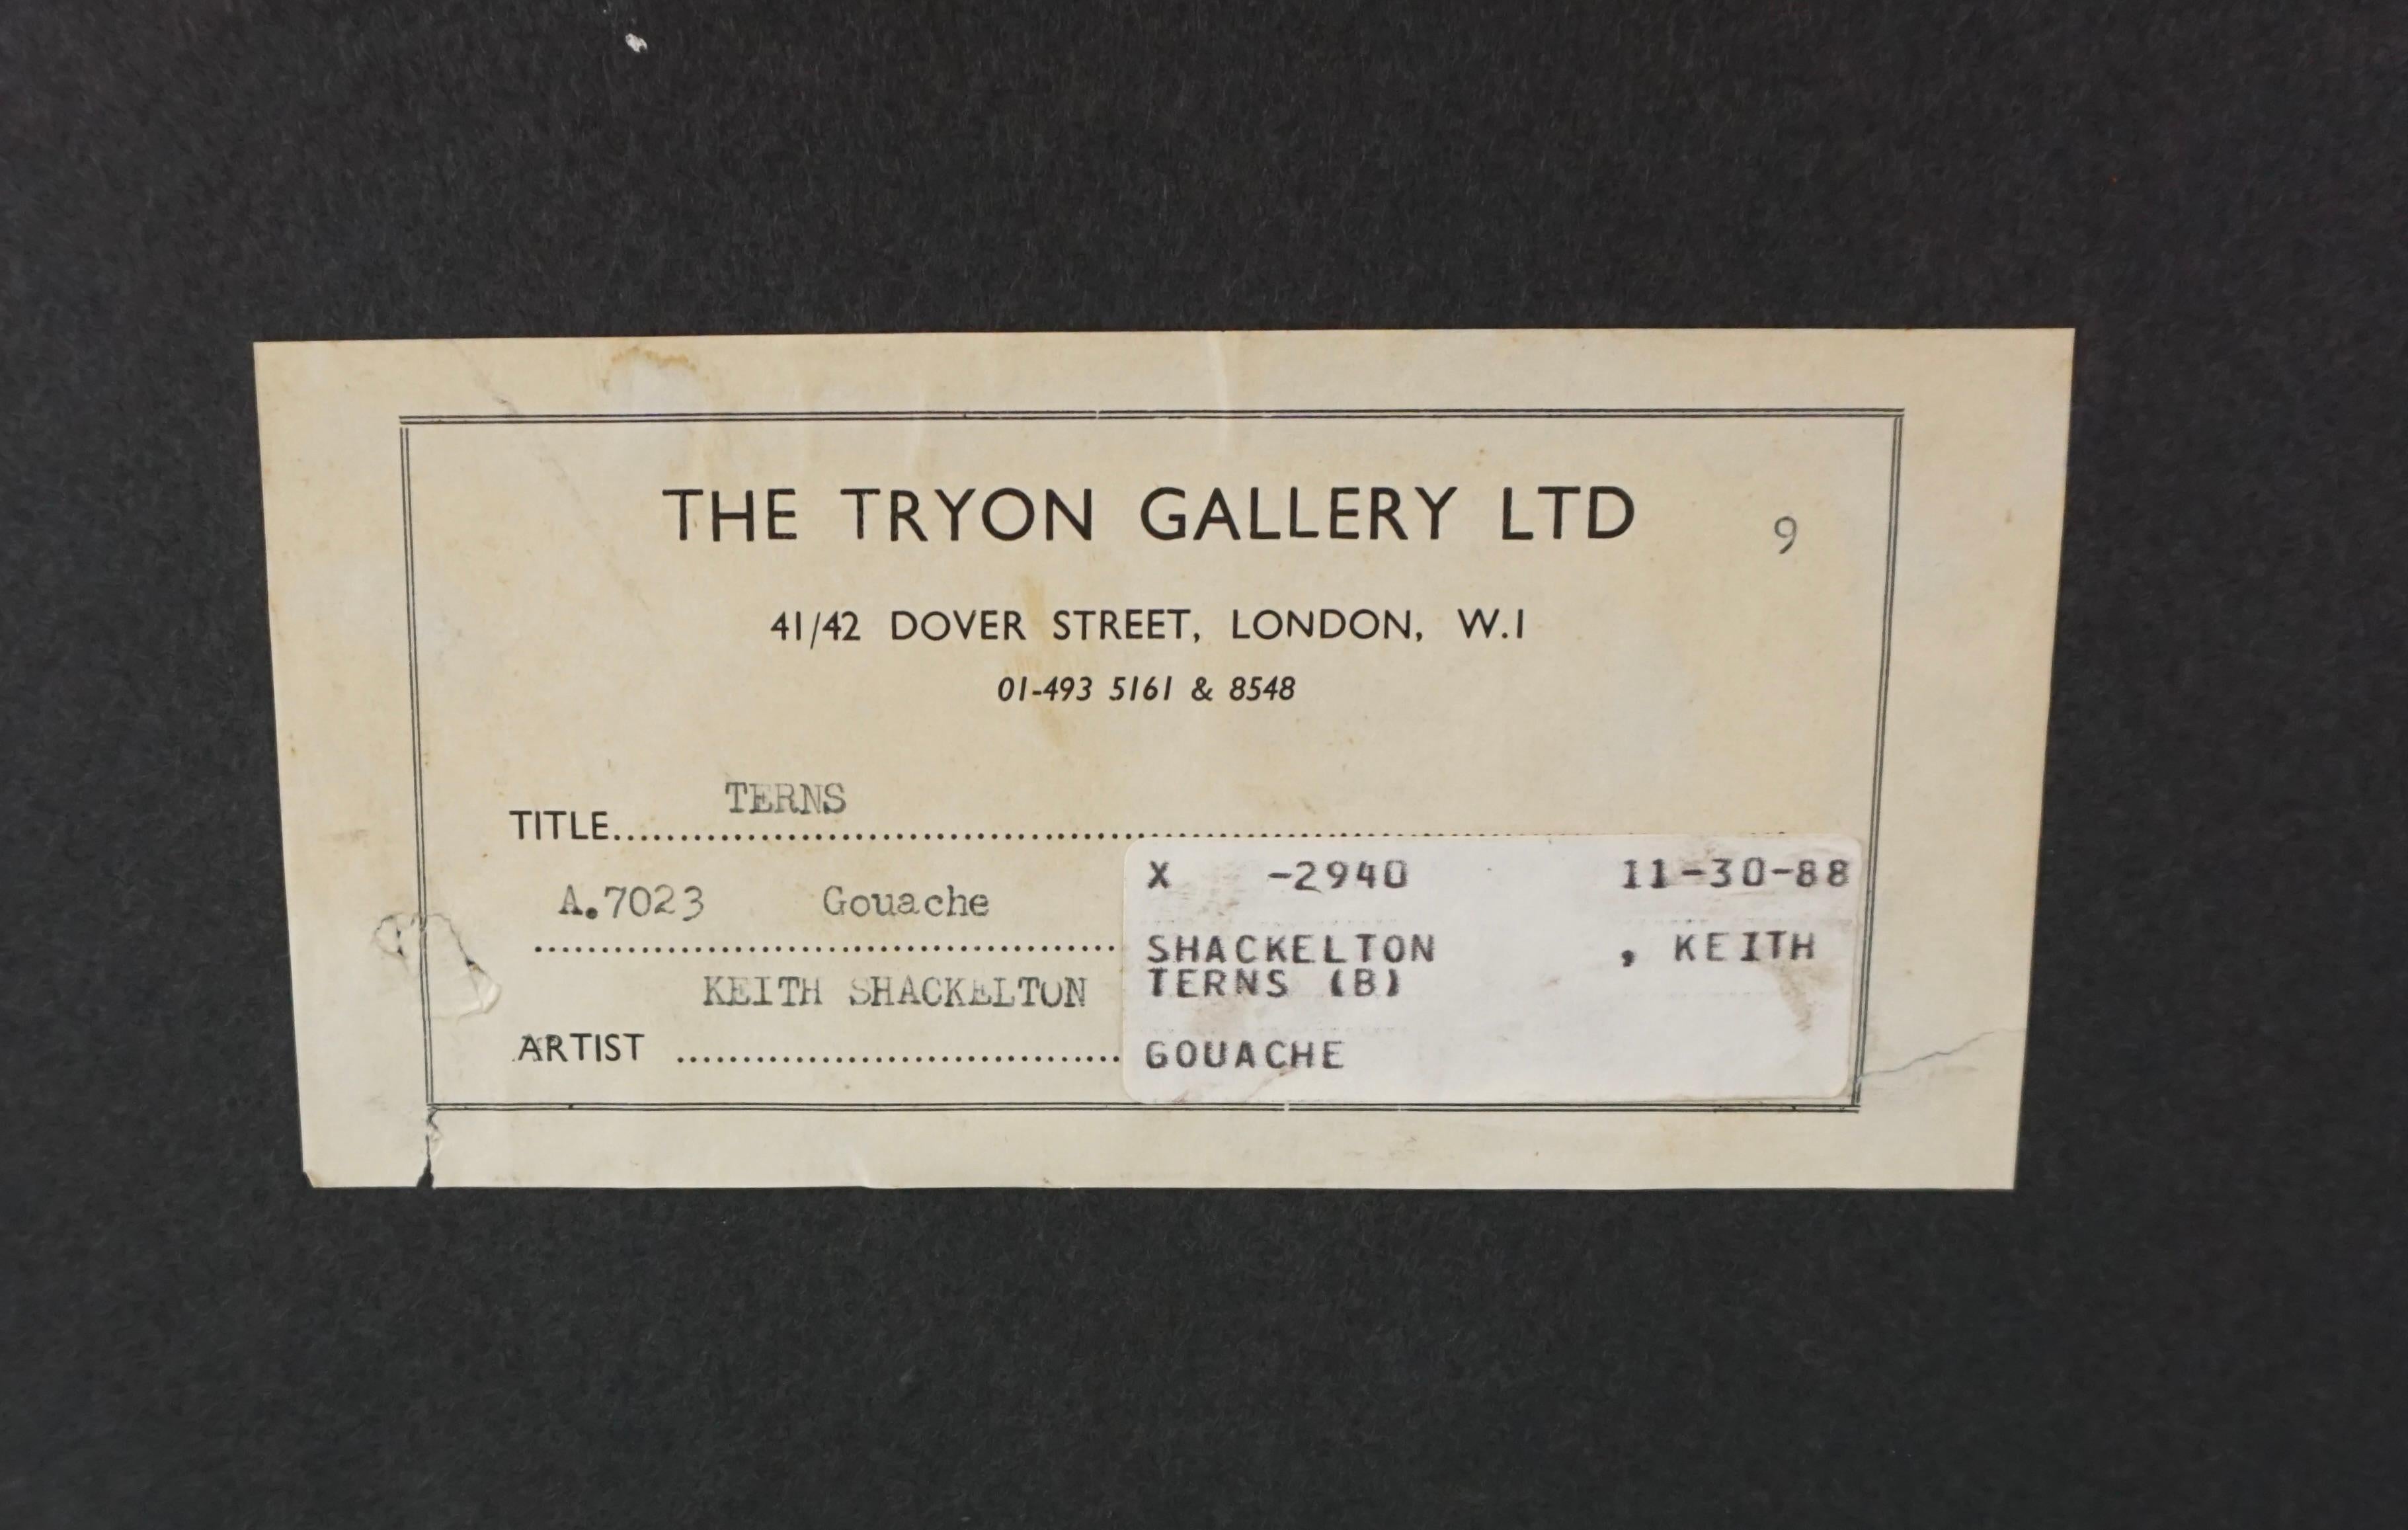 THE TRYON GALLERY LTD 9
41/42 DOVER STREET, LONDON, W.1
01-493 5161 & 8548
TITLE TERNS
A.7023 Gouache
ARTIST KEITH SHACKELTON
X -2940 11-30-88
SHACKELTON , KEITH
TERNS (B)
GOUACHE